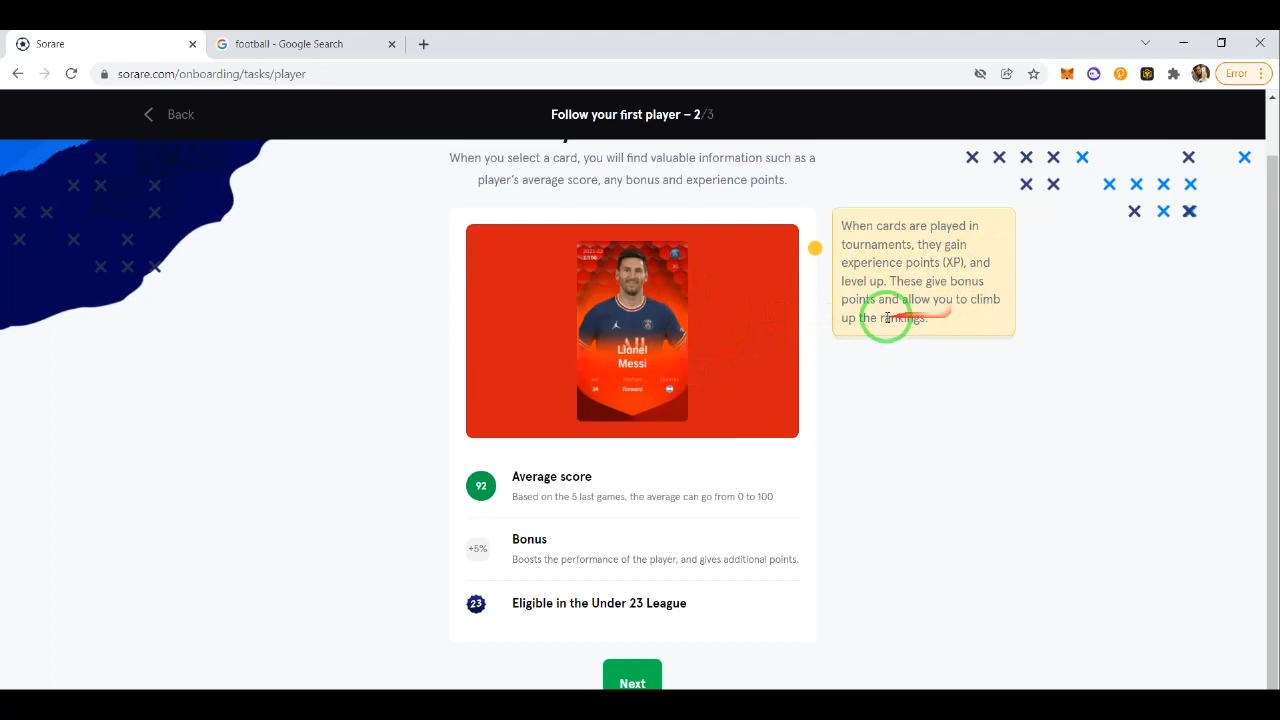 Sorare
football - Google Search
sorare.com/onboarding/tasks/player
Error
Back
Follow your first player – 2/3
When you select a card, you will find valuable information such as a
player's average score, any bonus and experience points.
When cards are played in
tournaments, they gain
experience points (XP), and
level up. These give bonus
points and allow you to climb
up the rankings.
Lionel
Messi
Forward
92
Average score
Based on the 5 last games, the average can go from 0 to 100
+5%
Bonus
Boosts the performance of the player, and gives additional points.
23
Eligible in the Under 23 League
Next